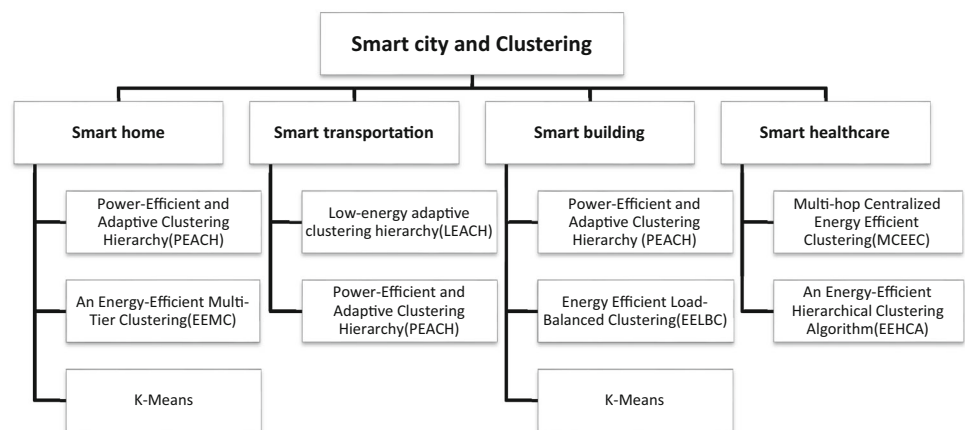 Smart city and Clustering
Smart home
Power-Efficient and
Adaptive Clustering
Hierarchy(PEACH)
An Energy-Efficient Multi-
Tier Clustering(EEMC)
K-Means
Smart transportation
Low-energy adaptive
clustering hierarchy(LEACH)
Power-Efficient and
Adaptive Clustering
Hierarchy(PEACH)
Smart building
Power-Efficient and
Adaptive Clustering
Hierarchy (PEACH)
Energy Efficient Load-
Balanced Clustering(EELBC)
K-Means
Smart healthcare
Multi-hop Centralized
Energy Efficient
Clustering(MCEEC)
An Energy-Efficient
Hierarchical Clustering
Algorithm(EEHCA)